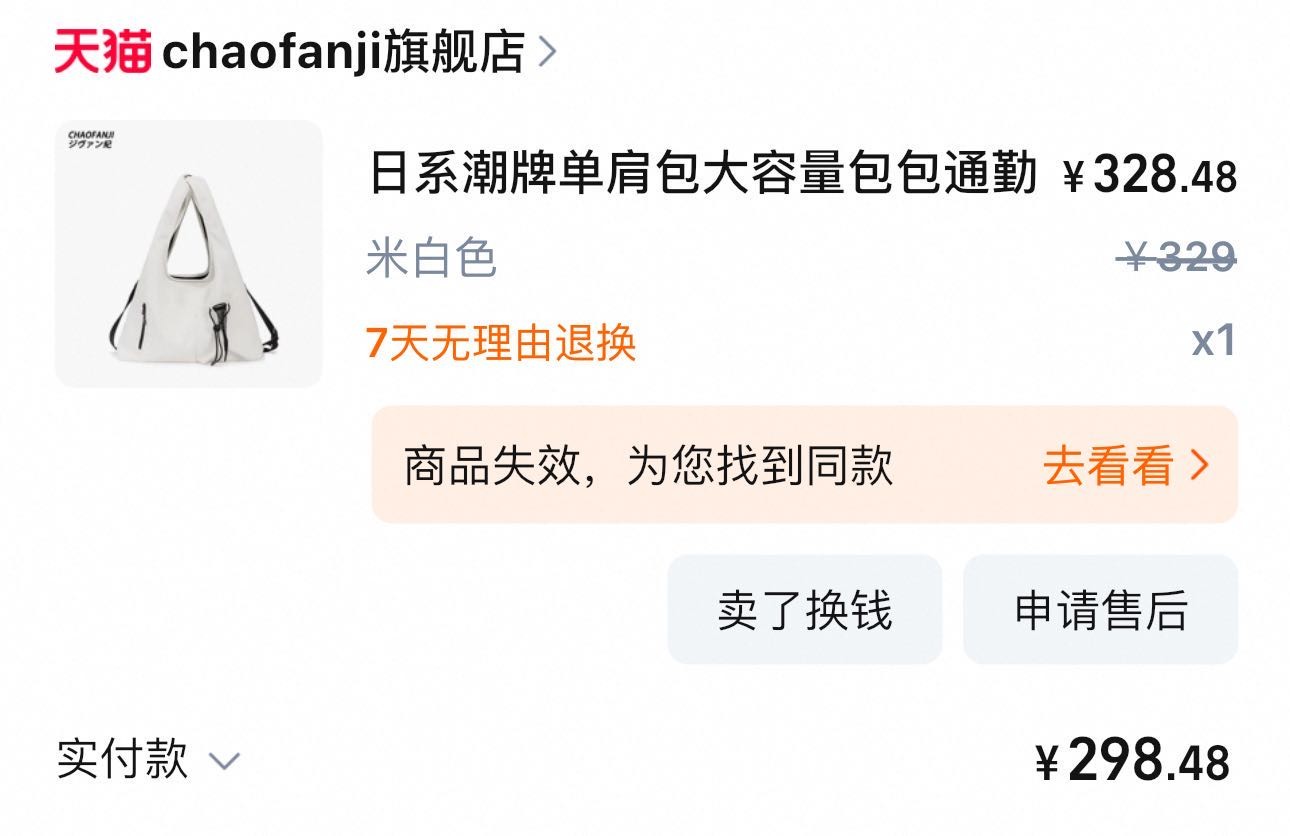 天猫 chaofanji旗舰店
CHAOFANJI
ジヴァン紀
日系潮牌单肩包大容量包包通勤 ¥328.48
米白色 ¥329
7天无理由退换 x1
商品失效，为您找到同款 去看看
卖了换钱 申请售后
实付款 ¥298.48